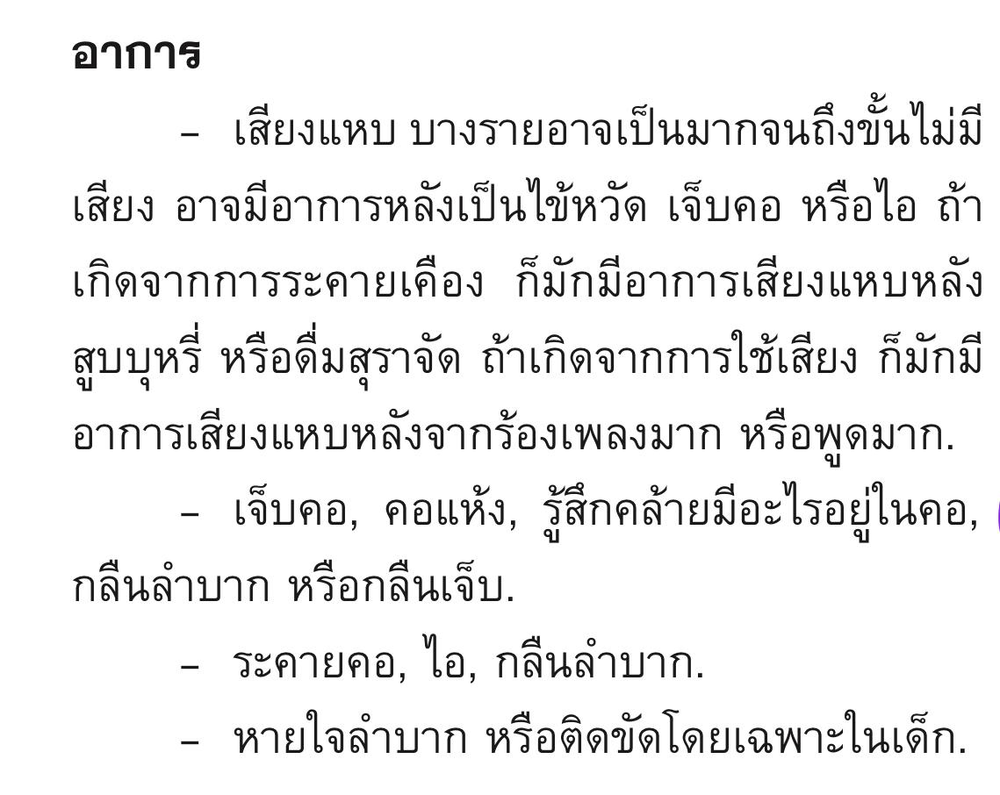 อาการ
– เสียงแหบ บางรายอาจเป็นมากจนถึงขั้นไม่มี
เสียง อาจมีอาการหลังเป็นไข้หวัด เจ็บคอ หรือไอ ถ้า
เกิดจากการระคายเคือง ก็มักมีอาการเสียงแหบหลัง
สูบบุหรี่ หรือดื่มสุราจัด ถ้าเกิดจากการใช้เสียง ก็มักมี
อาการเสียงแหบหลังจากร้องเพลงมาก หรือพูดมาก.
– เจ็บคอ, คอแห้ง, รู้สึกคล้ายมีอะไรอยู่ในคอ,
กลืนลำบาก หรือกลืนเจ็บ.
– ระคายคอ, ไอ, กลืนลำบาก.
– หายใจลำบาก หรือติดขัดโดยเฉพาะในเด็ก.